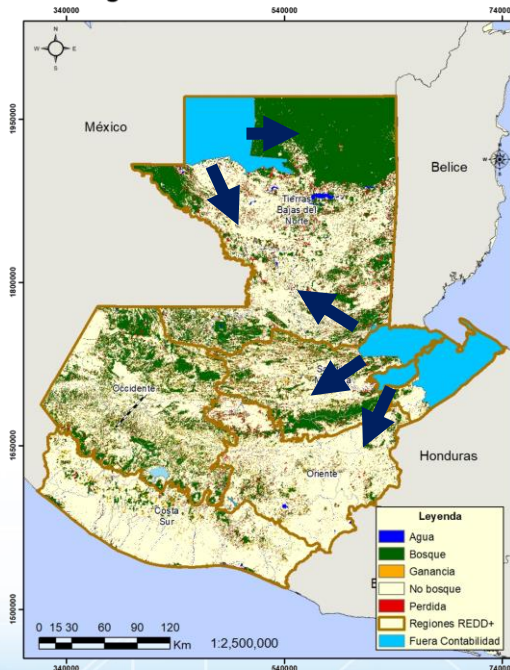 340000 540000 740000
N
W E
S
1950000
México
Belice
Tierras
Bajas del
Norte
1800000
Occidente
1650000
Honduras
Oriente
Costa
Sur
1500000
Leyenda
Agua
Bosque
Ganancia
No bosque
Perdida
Regiones REDD+
Fuera Contabilidad
0 15 30 60 90 120
Km
1:2,500,000
340000 540000 740000